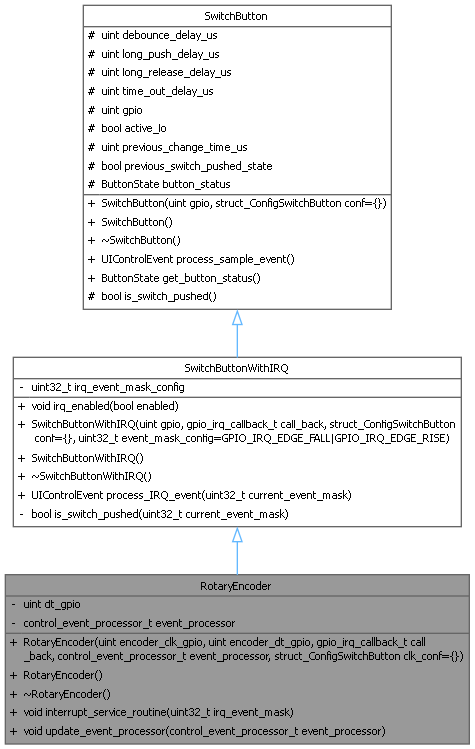 SwitchButton
# uint debounce_delay_us
# uint long_push_delay_us
# uint long_release_delay_us
# uint time_out_delay_us
# uint gpio
# bool active_lo
# uint previous_change_time_us
# bool previous_switch_pushed_state
# ButtonState button_status
+ SwitchButton(uint gpio, struct_ConfigSwitchButton conf={})
+ SwitchButton()
+ ~SwitchButton()
+ UIControlEvent process_sample_event()
+ ButtonState get_button_status()
# bool is_switch_pushed()
SwitchButtonWithIRQ
- uint32_t irq_event_mask_config
+ void irq_enabled(bool enabled)
+ SwitchButtonWithIRQ(uint gpio, gpio_irq_callback_t call_back, struct_ConfigSwitchButton
conf={}, uint32_t event_mask_config=GPIO_IRQ_EDGE_FALL|GPIO_IRQ_EDGE_RISE)
+ SwitchButtonWithIRQ()
+ ~SwitchButtonWithIRQ()
+ UIControlEvent process_IRQ_event(uint32_t current_event_mask)
- bool is_switch_pushed(uint32_t current_event_mask)
RotaryEncoder
- uint dt_gpio
- control_event_processor_t event_processor
+ RotaryEncoder(uint encoder_clk_gpio, uint encoder_dt_gpio, gpio_irq_callback_t call
_back, control_event_processor_t event_processor, struct_ConfigSwitchButton clk_conf={})
+ RotaryEncoder()
+ ~RotaryEncoder()
+ void interrupt_service_routine(uint32_t irq_event_mask)
+ void update_event_processor(control_event_processor_t event_processor)